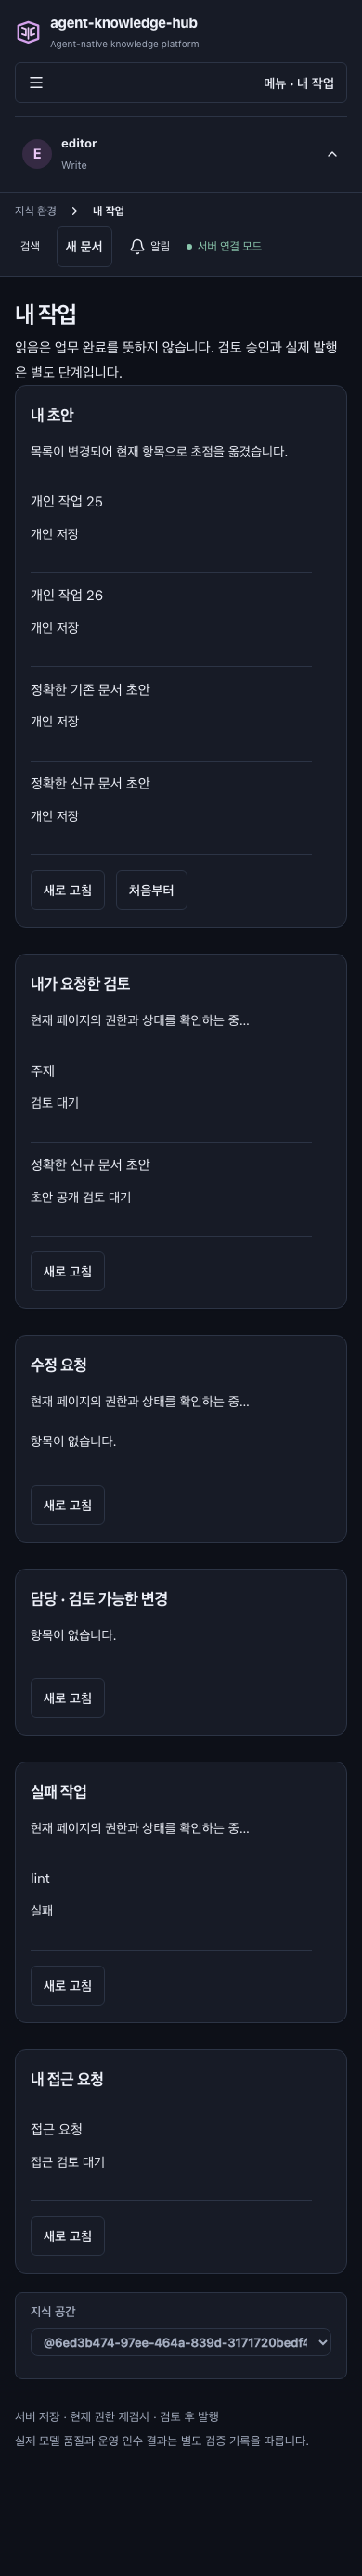 agent-knowledge-hub
Agent-native knowledge platform
메뉴 · 내 작업
E
editor
Write
지식 환경 > 내 작업
검색 새 문서 알림 서버 연결 모드
내 작업
읽음은 업무 완료를 뜻하지 않습니다. 검토 승인과 실제 발행
은 별도 단계입니다.
내 초안
목록이 변경되어 현재 항목으로 초점을 옮겼습니다.
개인 작업 25
개인 저장
개인 작업 26
개인 저장
정확한 기존 문서 초안
개인 저장
정확한 신규 문서 초안
개인 저장
새로 고침 처음부터
내가 요청한 검토
현재 페이지의 권한과 상태를 확인하는 중...
주제
검토 대기
정확한 신규 문서 초안
초안 공개 검토 대기
새로 고침
수정 요청
현재 페이지의 권한과 상태를 확인하는 중...
항목이 없습니다.
새로 고침
담당 · 검토 가능한 변경
항목이 없습니다.
새로 고침
실패 작업
현재 페이지의 권한과 상태를 확인하는 중...
lint
실패
새로 고침
내 접근 요청
접근 요청
접근 검토 대기
새로 고침
지식 공간
@6ed3b474-97ee-464a-839d-3171720bedf4
서버 저장 · 현재 권한 재검사 · 검토 후 발행
실제 모델 품질과 운영 인수 결과는 별도 검증 기록을 따릅니다.